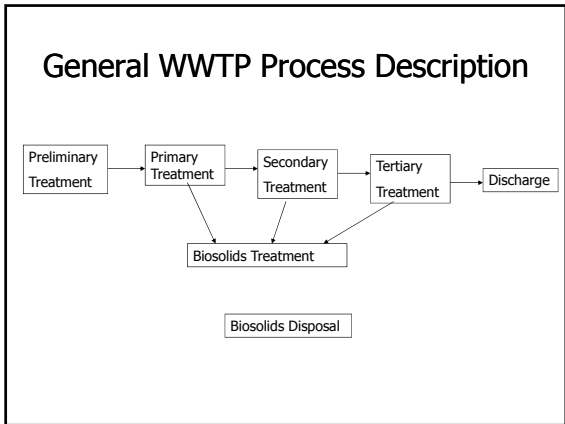 General WWTP Process Description
Preliminary
Treatment
Primary
Treatment
Secondary
Treatment
Tertiary
Treatment
Discharge
Biosolids Treatment
Biosolids Disposal